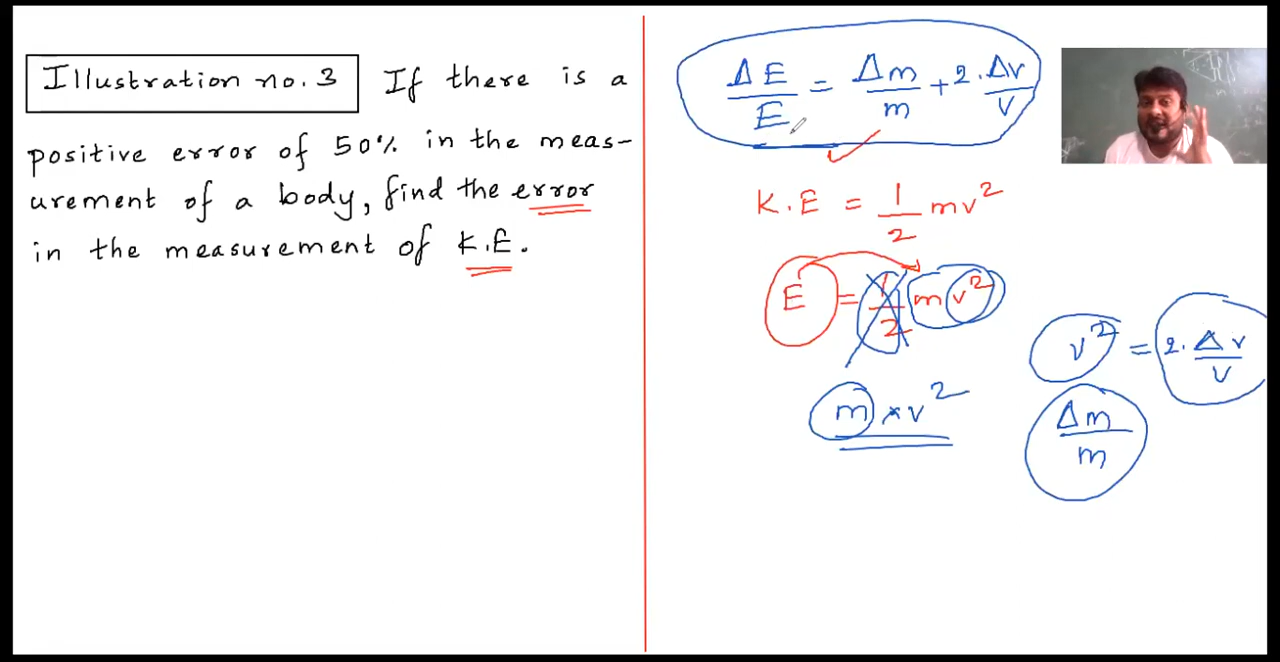 Illustration no. 3 If there is a
positive error of 50% in the meas-
urement of a body, find the error
in the measurement of K.E.
ΔE/E = Δm/m + 2.Δv/v
K.E = 1/2 mv²
E = 1/2 mv²
v² = 2.Δv/v
m × v²
Δm/m